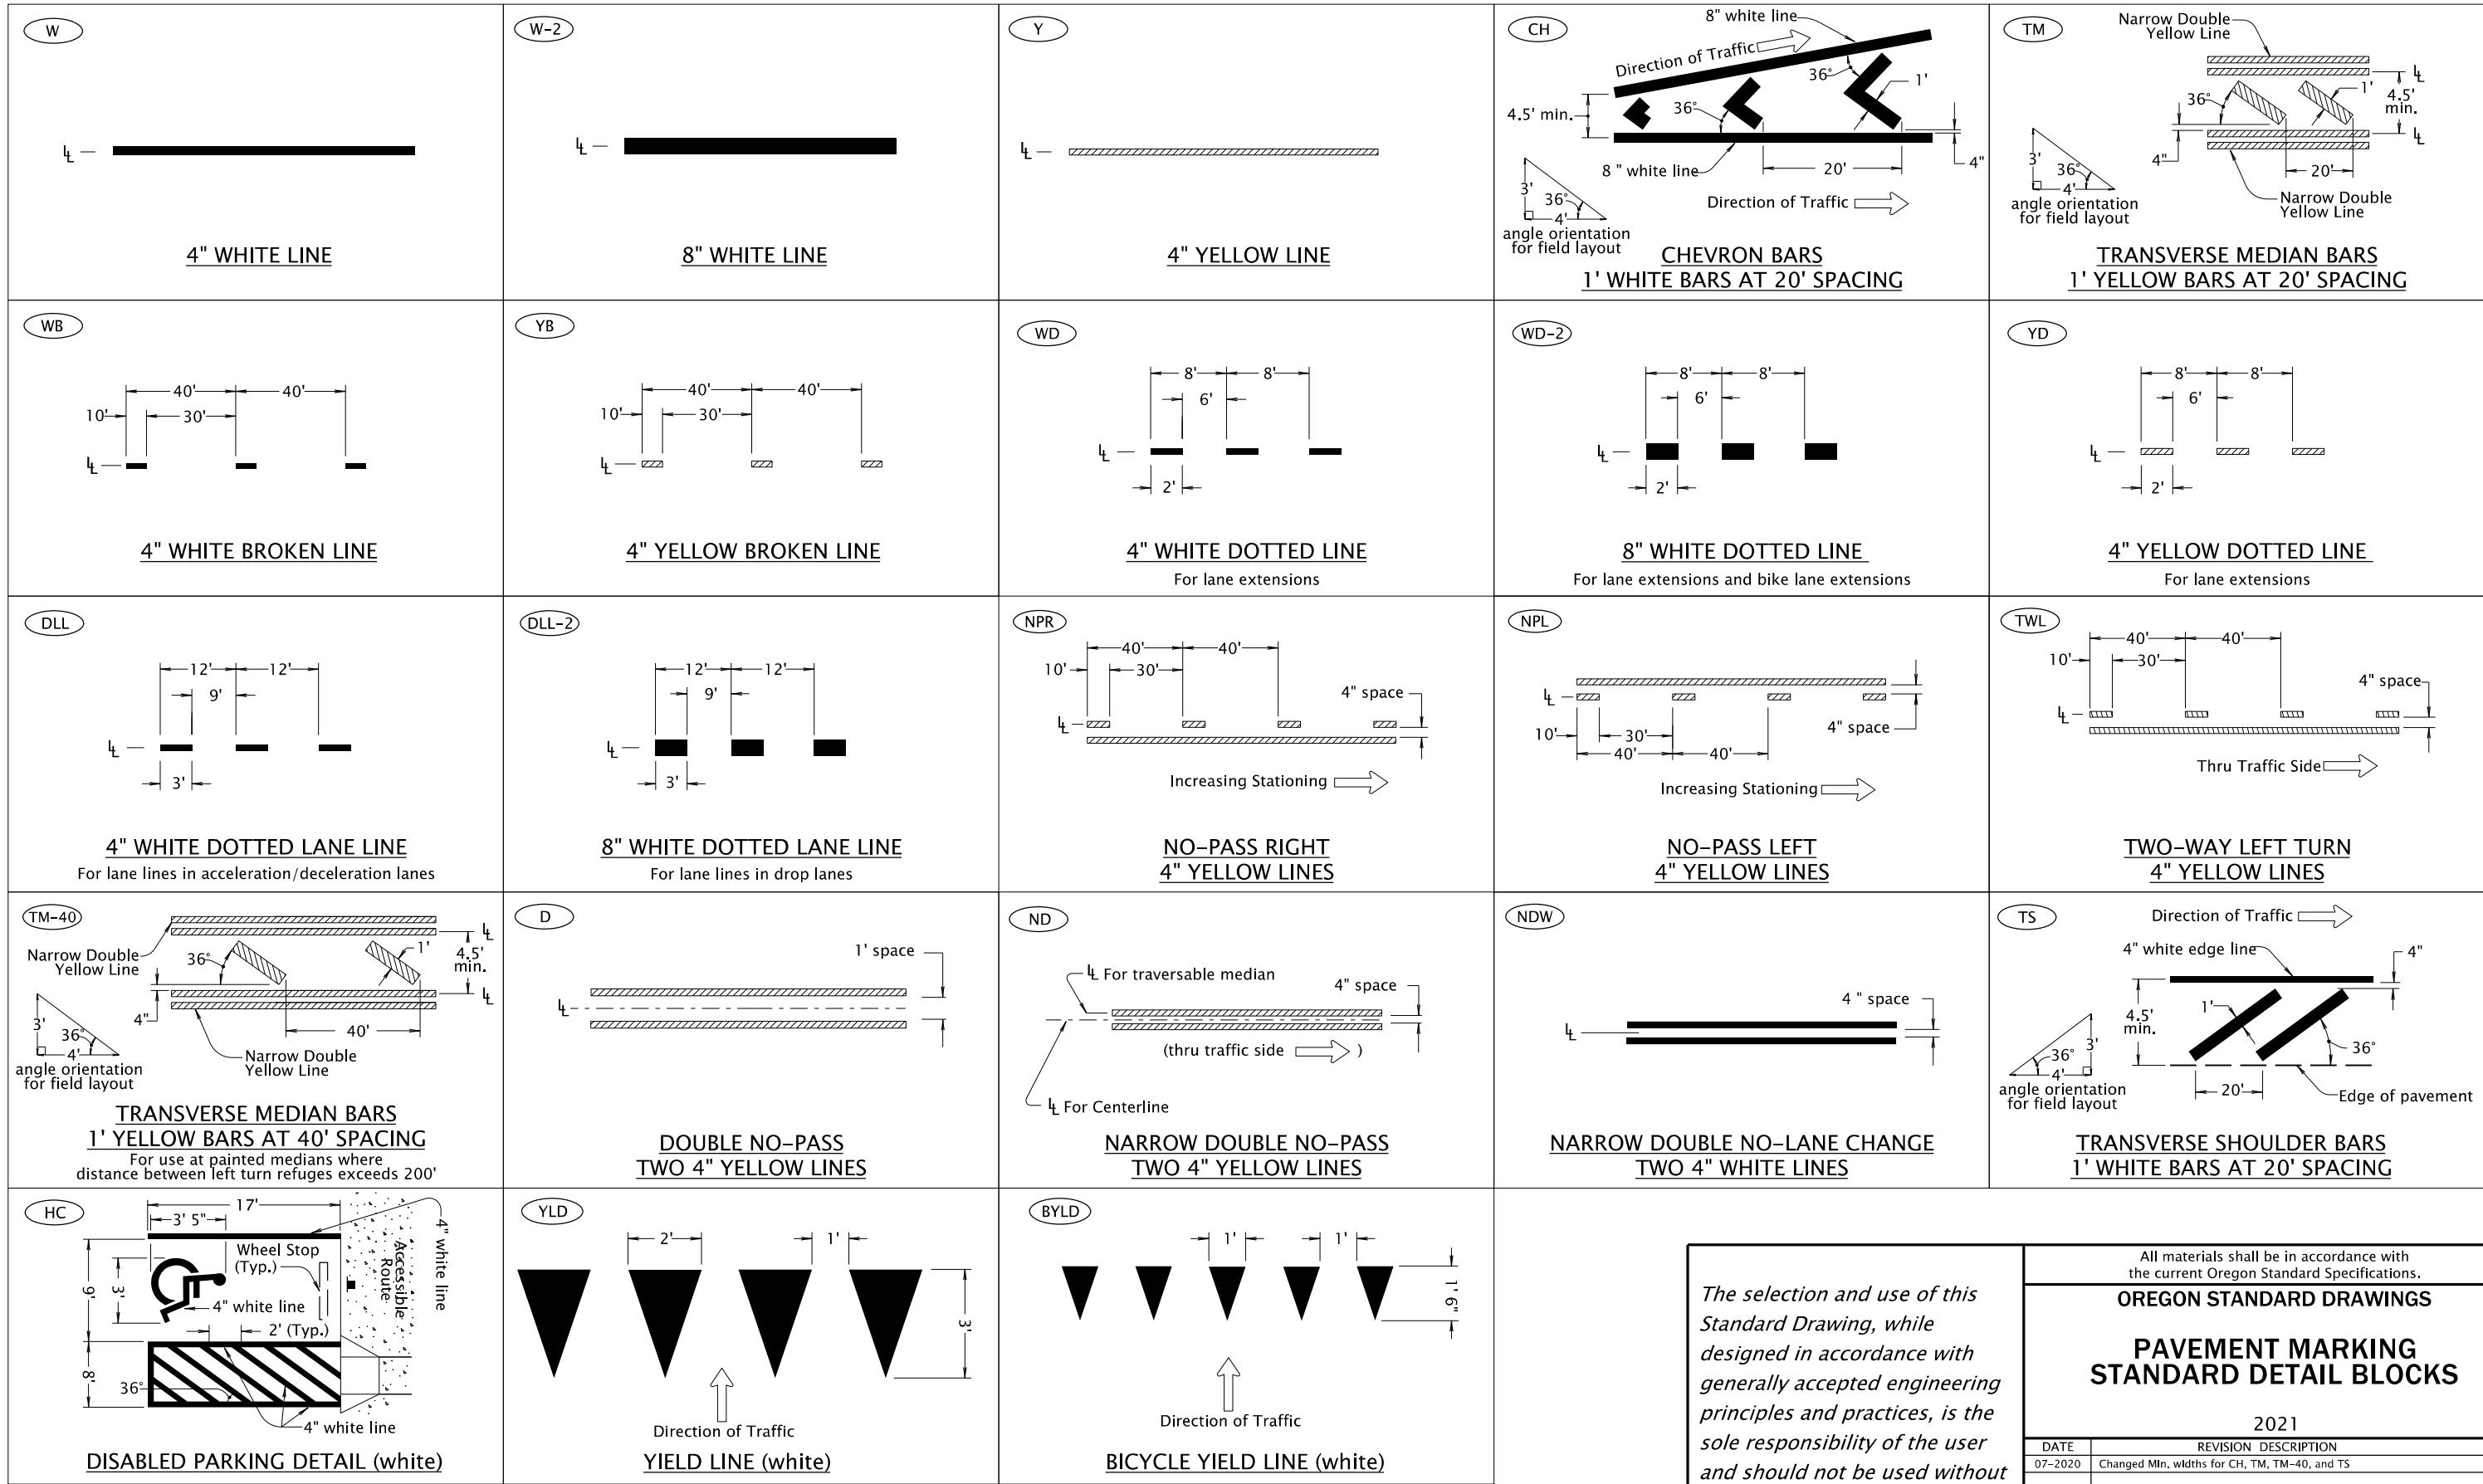 W
℄
4" WHITE LINE
W-2
℄
8" WHITE LINE
Y
℄
4" YELLOW LINE
CH
8" white line
Direction of Traffic
36°
1'
4.5' min.
36°
4"
8 " white line
20'
3'
36°
4'
Direction of Traffic
angle orientation
for field layout
CHEVRON BARS
1' WHITE BARS AT 20' SPACING
TM
Narrow Double
Yellow Line
℄
36°
1'
4.5'
min.
℄
4"
20'
3'
36°
4'
Narrow Double
Yellow Line
angle orientation
for field layout
TRANSVERSE MEDIAN BARS
1' YELLOW BARS AT 20' SPACING
WB
40'
40'
10'
30'
℄
4" WHITE BROKEN LINE
YB
40'
40'
10'
30'
℄
4" YELLOW BROKEN LINE
WD
8'
8'
6'
℄
2'
4" WHITE DOTTED LINE
For lane extensions
WD-2
8'
8'
6'
℄
2'
8" WHITE DOTTED LINE
For lane extensions and bike lane extensions
YD
8'
8'
6'
℄
2'
4" YELLOW DOTTED LINE
For lane extensions
DLL
12'
12'
9'
℄
3'
4" WHITE DOTTED LANE LINE
For lane lines in acceleration/deceleration lanes
DLL-2
12'
12'
9'
℄
3'
8" WHITE DOTTED LANE LINE
For lane lines in drop lanes
NPR
40'
40'
10'
30'
4" space
℄
Increasing Stationing
NO-PASS RIGHT
4" YELLOW LINES
NPL
℄
4" space
10'
30'
40'
40'
Increasing Stationing
NO-PASS LEFT
4" YELLOW LINES
TWL
40'
40'
10'
30'
4" space
℄
Thru Traffic Side
TWO-WAY LEFT TURN
4" YELLOW LINES
TM-40
℄
Narrow Double
Yellow Line
36°
1'
4.5'
min.
℄
4"
40'
3'
36°
4'
Narrow Double
Yellow Line
angle orientation
for field layout
TRANSVERSE MEDIAN BARS
1' YELLOW BARS AT 40' SPACING
For use at painted medians where
distance between left turn refuges exceeds 200'
D
1' space
℄
DOUBLE NO-PASS
TWO 4" YELLOW LINES
ND
℄ For traversable median
4" space
(thru traffic side )
℄ For Centerline
NARROW DOUBLE NO-PASS
TWO 4" YELLOW LINES
NDW
4 " space
℄
NARROW DOUBLE NO-LANE CHANGE
TWO 4" WHITE LINES
TS
Direction of Traffic
4" white edge line
4"
1'
4.5'
min.
36°
3'
36°
4'
20'
Edge of pavement
angle orientation
for field layout
TRANSVERSE SHOULDER BARS
1' WHITE BARS AT 20' SPACING
HC
17'
3' 5"
4" white line
Wheel Stop
(Typ.)
Accessible
Route
9'
3'
4" white line
2' (Typ.)
8'
36°
4" white line
DISABLED PARKING DETAIL (white)
YLD
2'
1'
3'
Direction of Traffic
YIELD LINE (white)
BYLD
1'
1'
1' 6"
Direction of Traffic
BICYCLE YIELD LINE (white)
The selection and use of this
Standard Drawing, while
designed in accordance with
generally accepted engineering
principles and practices, is the
sole responsibility of the user
and should not be used without
All materials shall be in accordance with
the current Oregon Standard Specifications.
OREGON STANDARD DRAWINGS
PAVEMENT MARKING
STANDARD DETAIL BLOCKS
2021
DATE
REVISION DESCRIPTION
07-2020
Changed Min. widths for CH, TM, TM-40, and TS